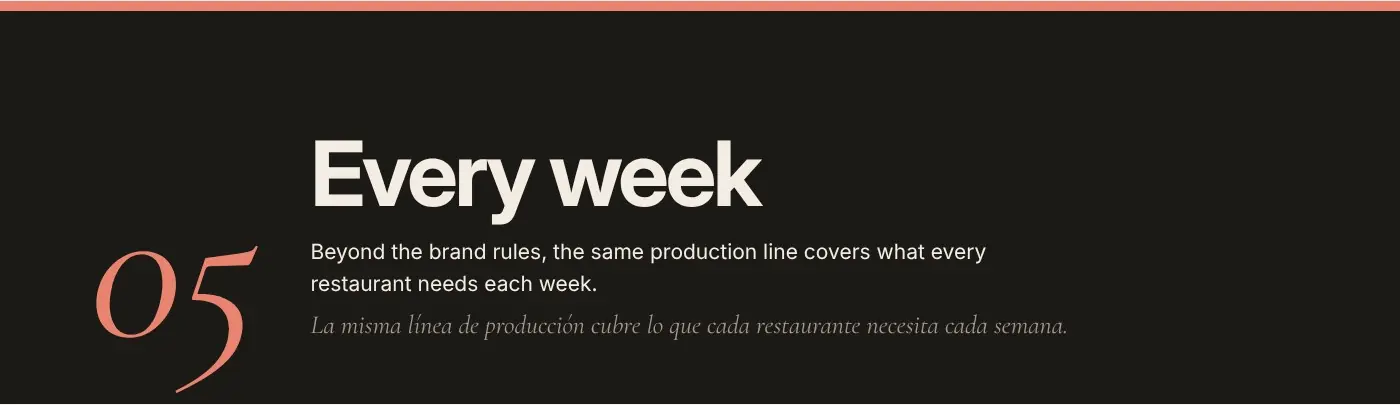 05
Every week
Beyond the brand rules, the same production line covers what every
restaurant needs each week.
La misma línea de producción cubre lo que cada restaurante necesita cada semana.